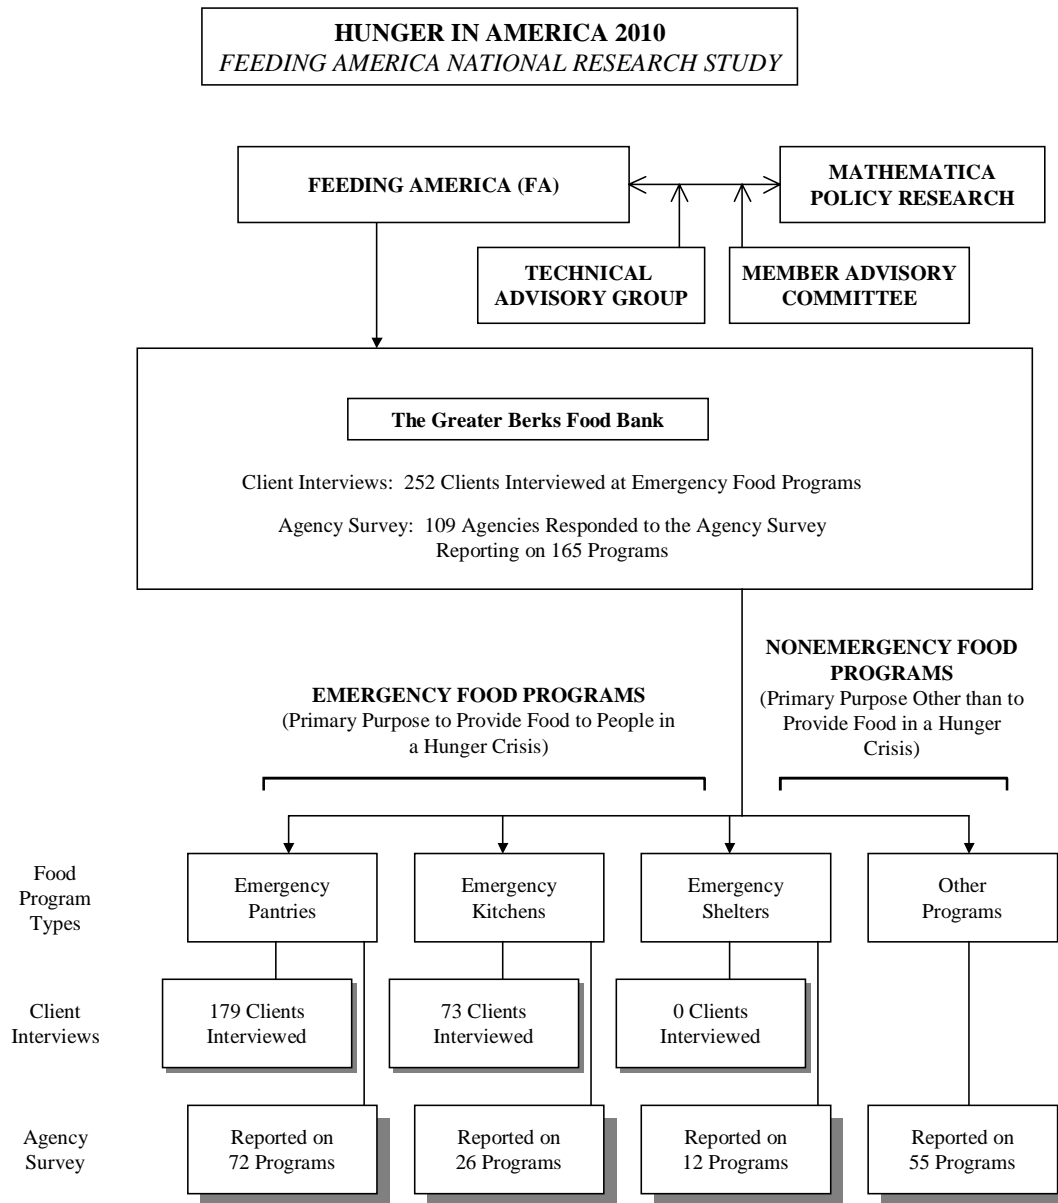 HUNGER IN AMERICA 2010
FEEDING AMERICA NATIONAL RESEARCH STUDY
FEEDING AMERICA (FA)
MATHEMATICA
POLICY RESEARCH
TECHNICAL
ADVISORY GROUP
MEMBER ADVISORY
COMMITTEE
The Greater Berks Food Bank
Client Interviews: 252 Clients Interviewed at Emergency Food Programs
Agency Survey: 109 Agencies Responded to the Agency Survey
Reporting on 165 Programs
EMERGENCY FOOD PROGRAMS
(Primary Purpose to Provide Food to People in
a Hunger Crisis)
NONEMERGENCY FOOD
PROGRAMS
(Primary Purpose Other than to
Provide Food in a Hunger
Crisis)
Food
Program
Types
Emergency
Pantries
Emergency
Kitchens
Emergency
Shelters
Other
Programs
Client
Interviews
179 Clients
Interviewed
73 Clients
Interviewed
0 Clients
Interviewed
Agency
Survey
Reported on
72 Programs
Reported on
26 Programs
Reported on
12 Programs
Reported on
55 Programs